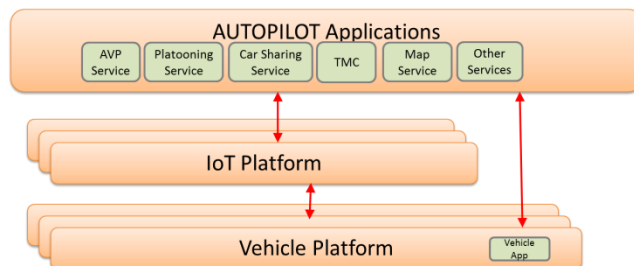 AUTOPILOT Applications
AVP
Service
Platooning
Service
Car Sharing
Service
TMC
Map
Service
Other
Services
IoT Platform
Vehicle Platform
Vehicle
App